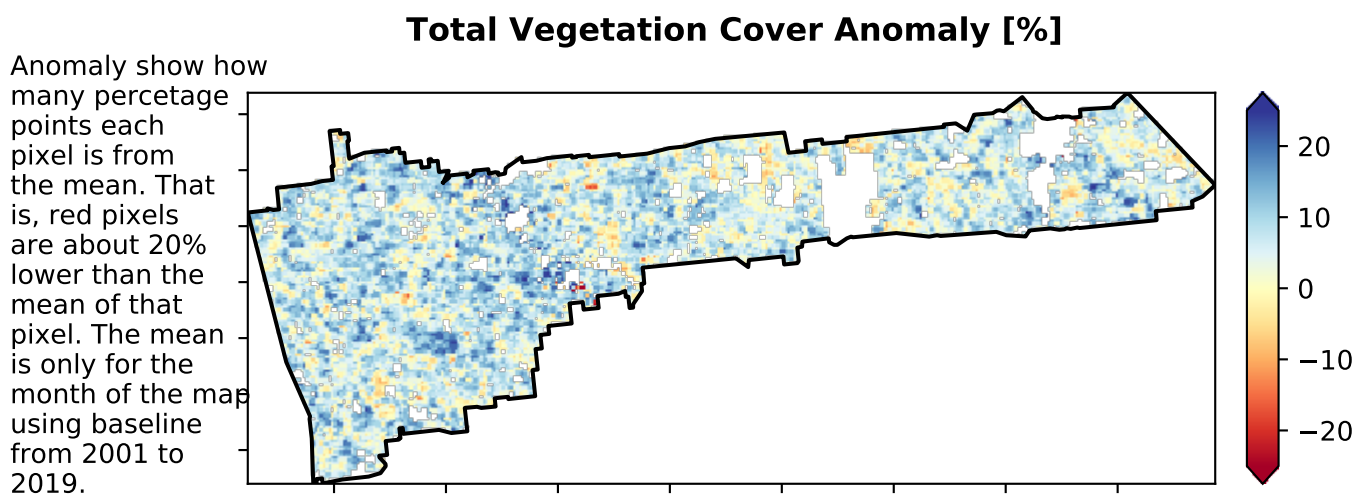 Total Vegetation Cover Anomaly [%]
Anomaly show how
many percetage
points each
pixel is from
the mean. That
is, red pixels
are about 20%
lower than the
mean of that
pixel. The mean
is only for the
month of the map
using baseline
from 2001 to
2019.
20
10
0
−10
−20